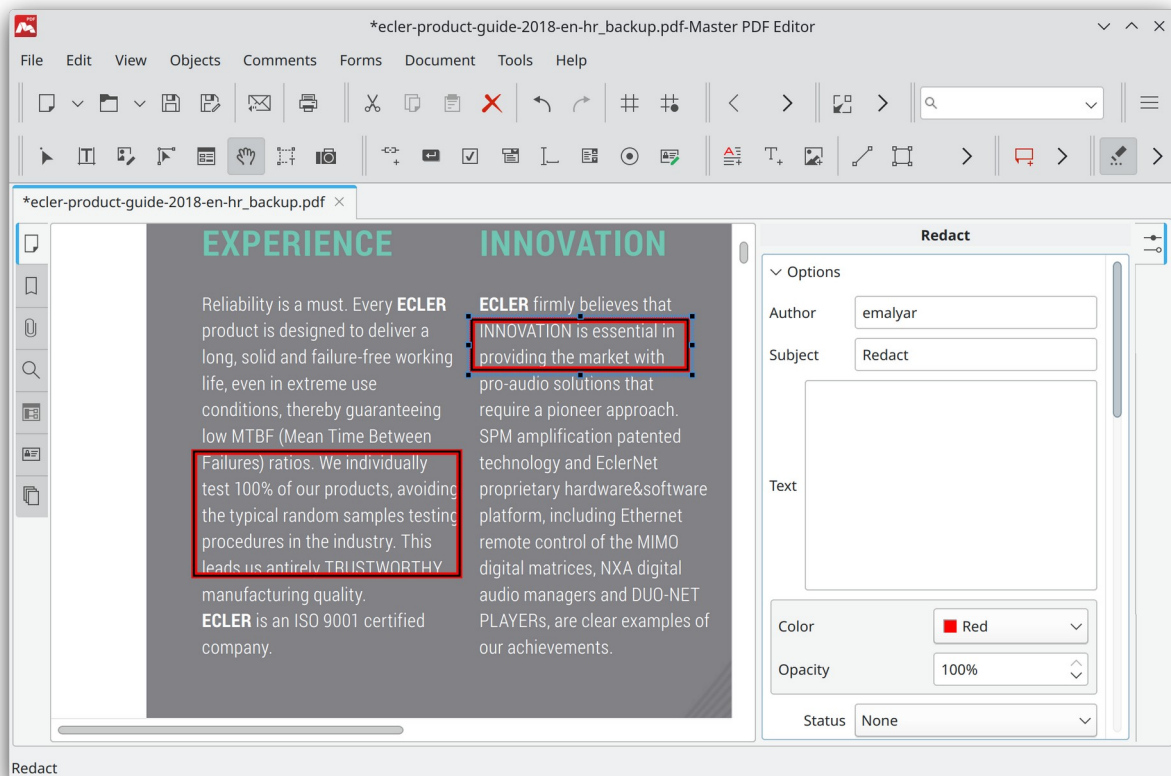 PDF
*ecler-product-guide-2018-en-hr_backup.pdf-Master PDF Editor
File Edit View Objects Comments Forms Document Tools Help
*ecler-product-guide-2018-en-hr_backup.pdf
EXPERIENCE
Reliability is a must. Every ECLER
product is designed to deliver a
long, solid and failure-free working
life, even in extreme use
conditions, thereby guaranteeing
low MTBF (Mean Time Between
Failures) ratios. We individually
test 100% of our products, avoiding
the typical random samples testing
procedures in the industry. This
leads us entirely TRUSTWORTHY
manufacturing quality.
ECLER is an ISO 9001 certified
company.
INNOVATION
ECLER firmly believes that
INNOVATION is essential in
providing the market with
pro-audio solutions that
require a pioneer approach.
SPM amplification patented
technology and EclerNet
proprietary hardware&software
platform, including Ethernet
remote control of the MIMO
digital matrices, NXA digital
audio managers and DUO-NET
PLAYERs, are clear examples of
our achievements.
Redact
Options
Author emalyar
Subject Redact
Text
Color Red
Opacity 100%
Status None
Redact